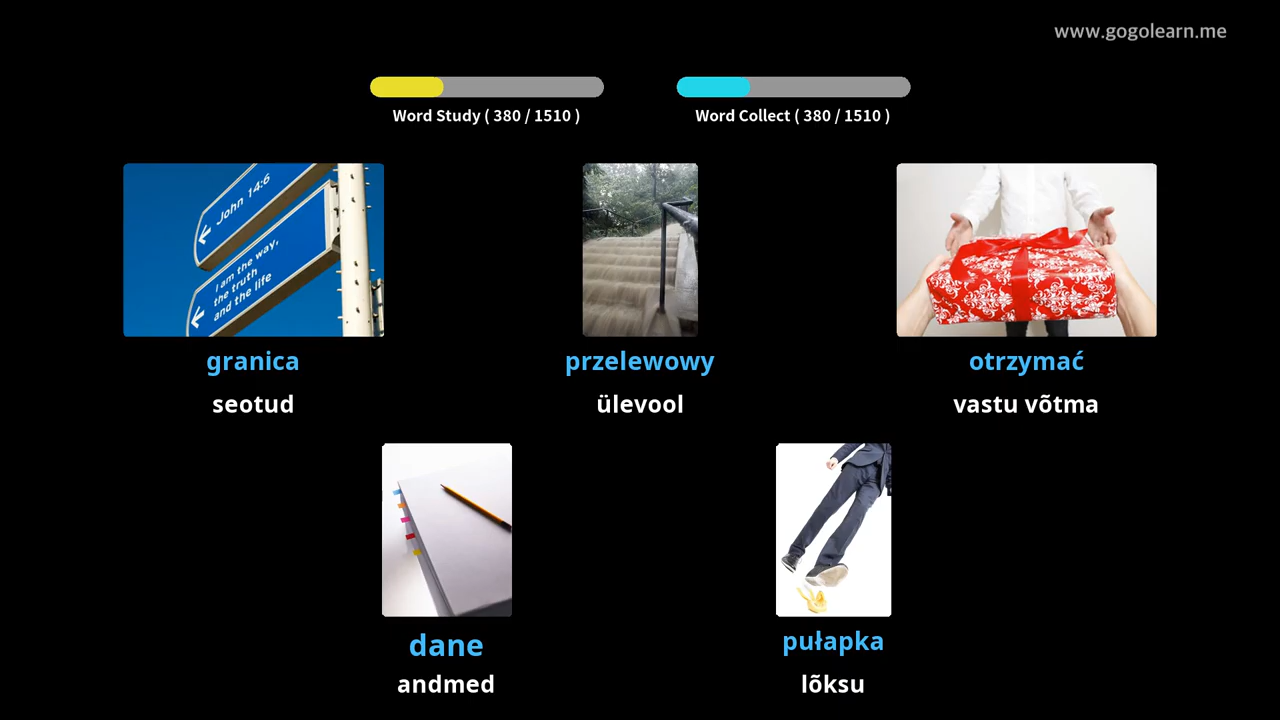 www.gogolearn.me
Word Study ( 380 / 1510 )
Word Collect ( 380 / 1510 )
John 14:6
I am the way,
the truth
and the life
granica
seotud
przelewowy
ülevool
otrzymać
vastu võtma
dane
andmed
pułapka
lõksu